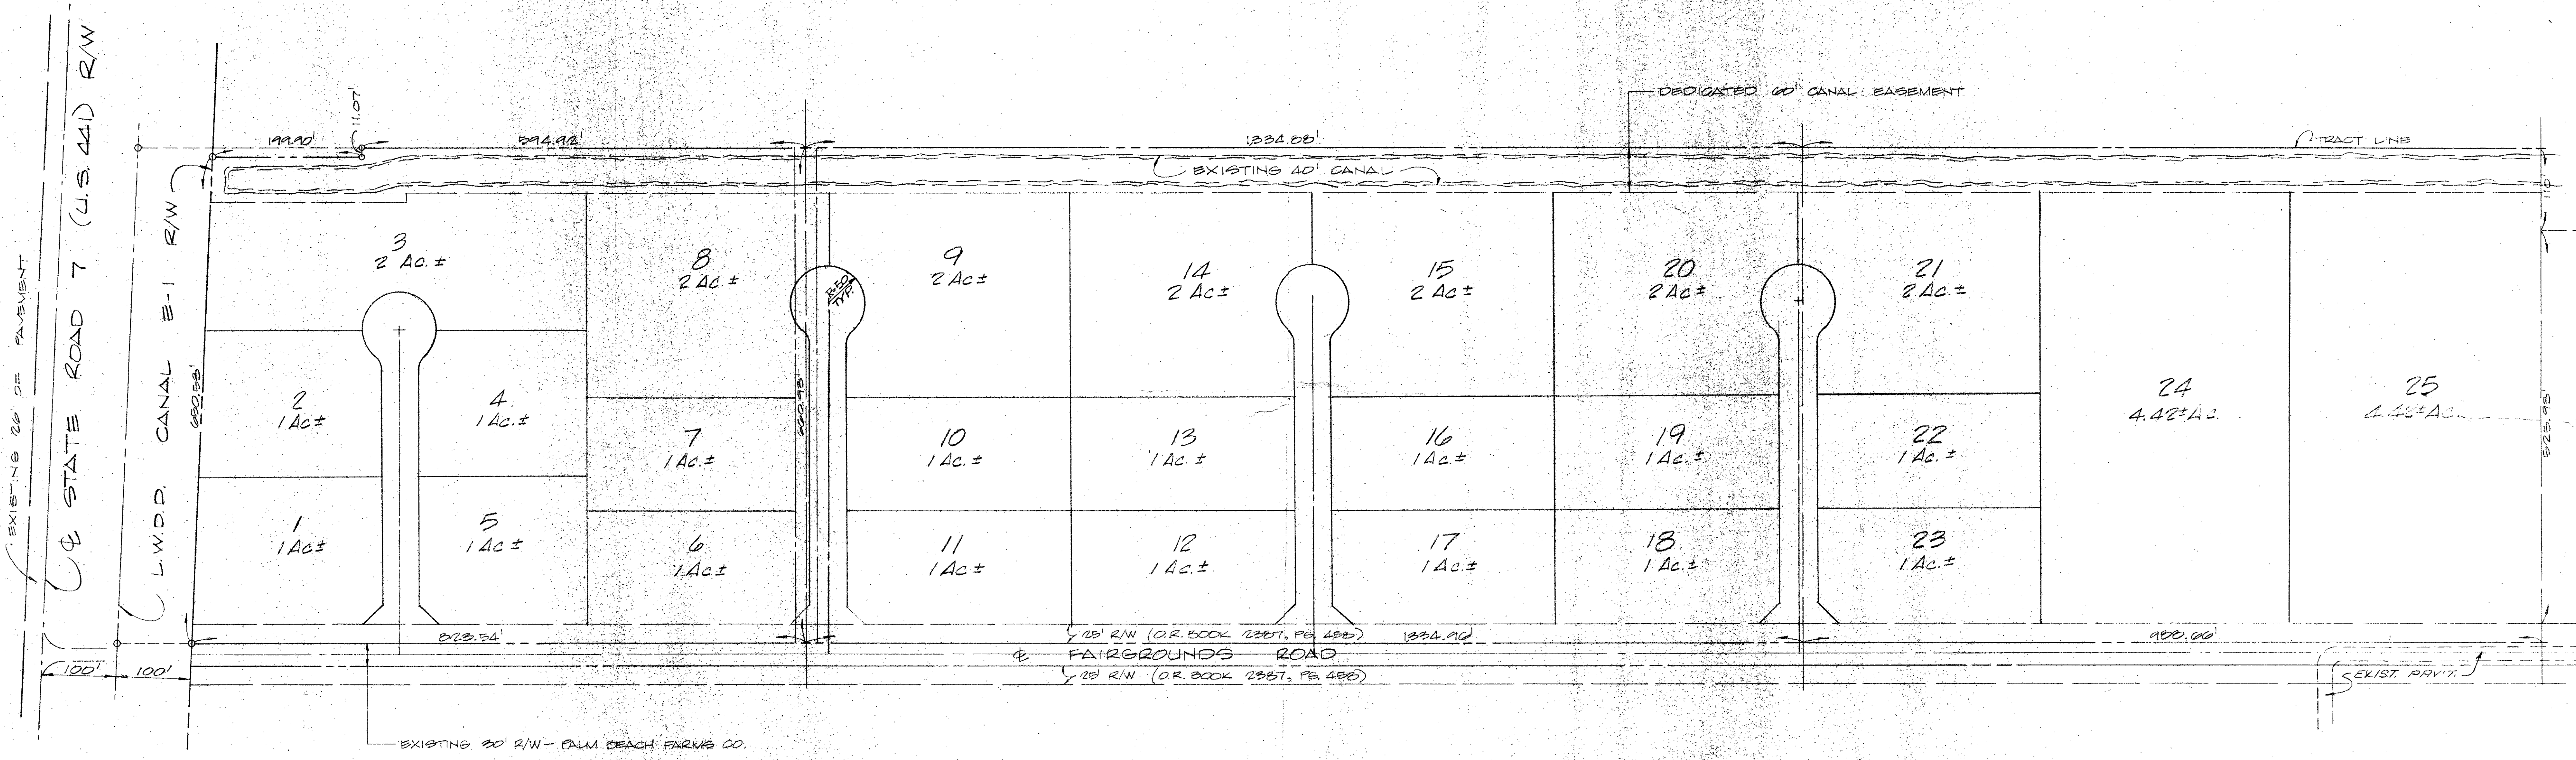 EXISTING 26' OF PAVEMENT
℄ STATE ROAD 7 (U.S. 441) R/W
L.W.D.D. CANAL E-1 R/W
199.90'
11.07'
594.92'
1334.88'
DEDICATED 60' CANAL EASEMENT
TRACT LINE
EXISTING 40' CANAL
3
2 Ac. ±
8
2 Ac. ±
R=50'
TYP.
9
2 Ac ±
14
2 Ac ±
15
2 Ac ±
20
2 Ac ±
21
2 Ac. ±
2
1 Ac ±
4
1 Ac. ±
7
1 Ac. ±
10
1 Ac. ±
13
1 Ac. ±
16
1 Ac. ±
19
1 Ac. ±
22
1 Ac. ±
24
4.42± Ac.
25
1
1 Ac ±
5
1 Ac ±
6
1 Ac ±
11
1 Ac ±
12
1 Ac. ±
17
1 Ac. ±
18
1 Ac. ±
23
1 Ac. ±
25' R/W (O.R. BOOK 2387, PG. 458)
1334.96'
℄ FAIRGROUNDS ROAD
25' R/W (O.R. BOOK 2387, PG. 458)
100'
100'
EXIST. PAV'T.
EXISTING 30' R/W - PALM BEACH FARMS CO.